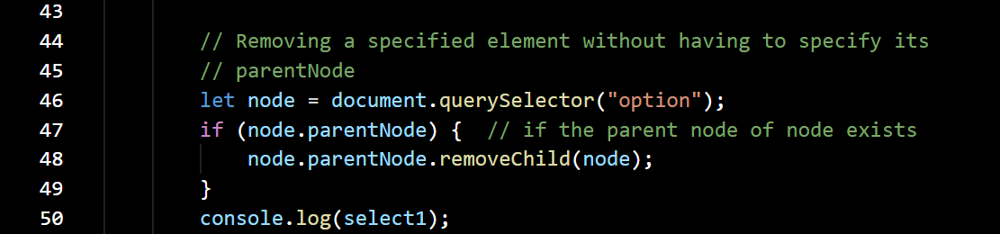 43
44 // Removing a specified element without having to specify its
45 // parentNode
46 let node = document.querySelector("option");
47 if (node.parentNode) {  // if the parent node of node exists
48     node.parentNode.removeChild(node);
49 }
50 console.log(select1);